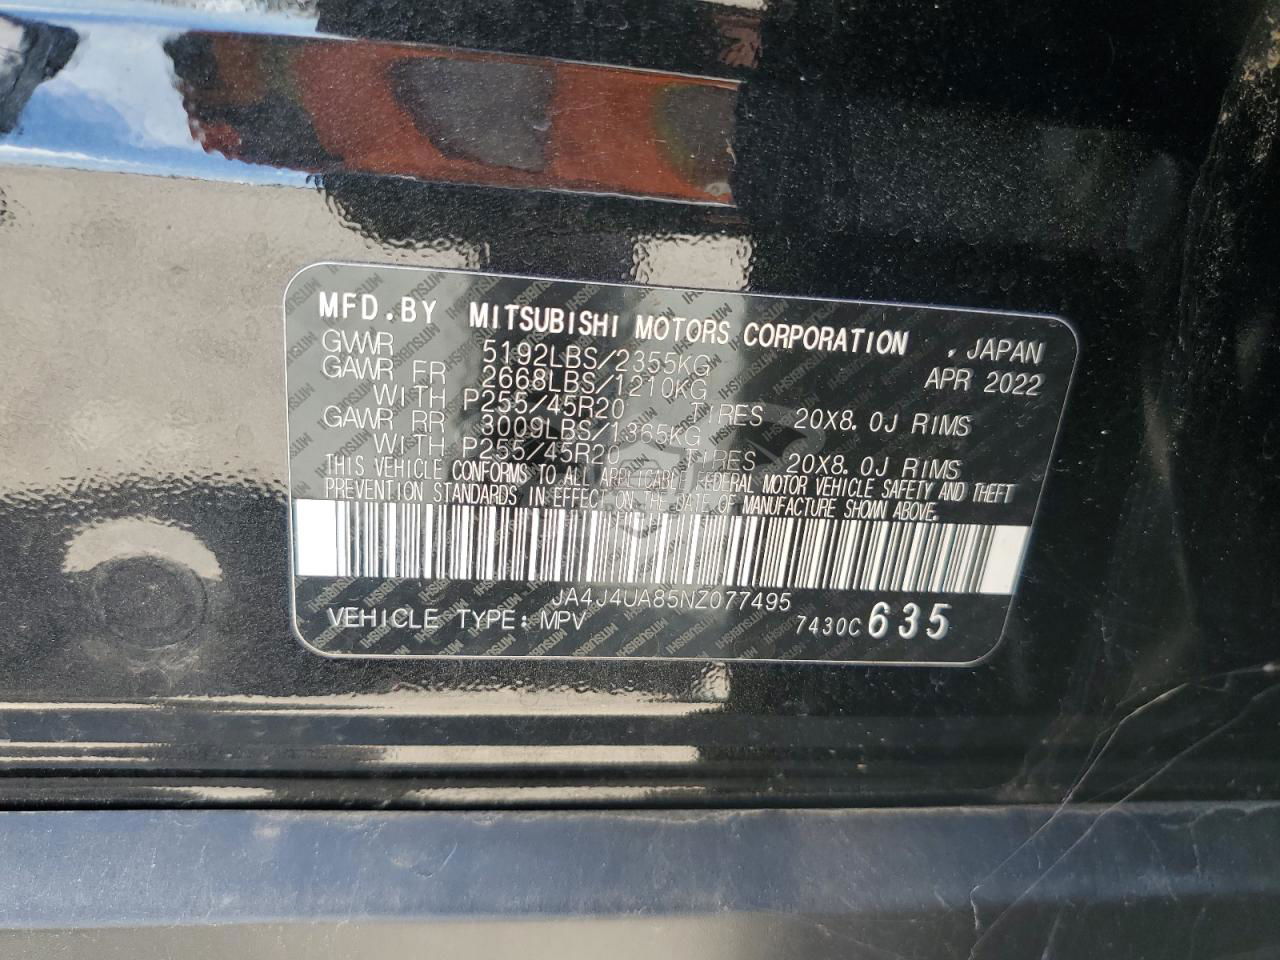 MFD.BY MITSUBISHI MOTORS CORPORATION , JAPAN
GVWR 5192LBS/2355KG APR 2022
GAWR FR 2668LBS/1210KG
WITH P255/45R20 TIRES 20X8.0J RIMS
GAWR RR 3009LBS/1365KG
WITH P255/45R20 TIRES 20X8.0J RIMS
THIS VEHICLE CONFORMS TO ALL APPLICABLE FEDERAL MOTOR VEHICLE SAFETY AND THEFT
PREVENTION STANDARDS IN EFFECT ON THE DATE OF MANUFACTURE SHOWN ABOVE.
JA4J4UA85NZ077495
VEHICLE TYPE: MPV 7430C 635